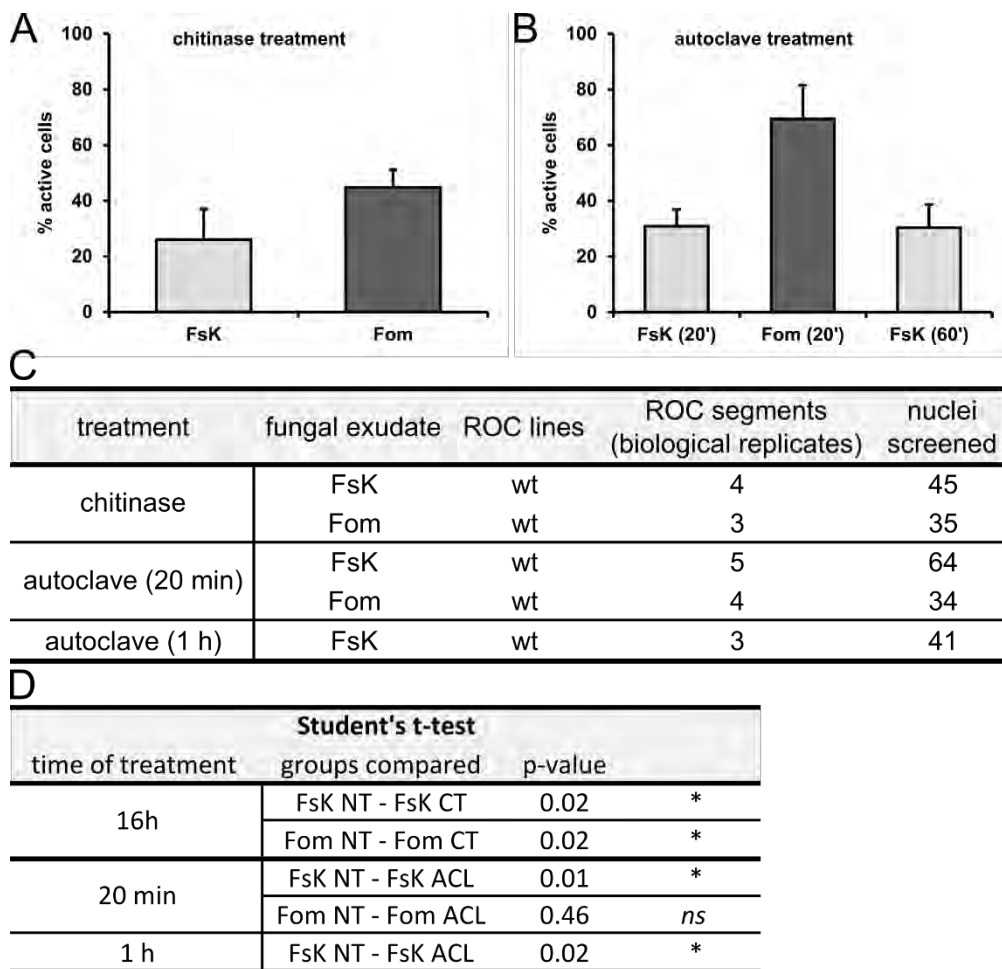 A
chitinase treatment
% active cells
100
80
60
40
20
0
FsK Fom
B
autoclave treatment
% active cells
100
80
60
40
20
0
FsK (20') Fom (20') FsK (60')
C
treatment fungal exudate ROC lines ROC segments (biological replicates) nuclei screened
chitinase FsK wt 4 45
Fom wt 3 35
autoclave (20 min) FsK wt 5 64
Fom wt 4 34
autoclave (1 h) FsK wt 3 41
D
Student's t-test
time of treatment groups compared p-value
16h FsK NT - FsK CT 0.02 *
Fom NT - Fom CT 0.02 *
20 min FsK NT - FsK ACL 0.01 *
Fom NT - Fom ACL 0.46 ns
1 h FsK NT - FsK ACL 0.02 *